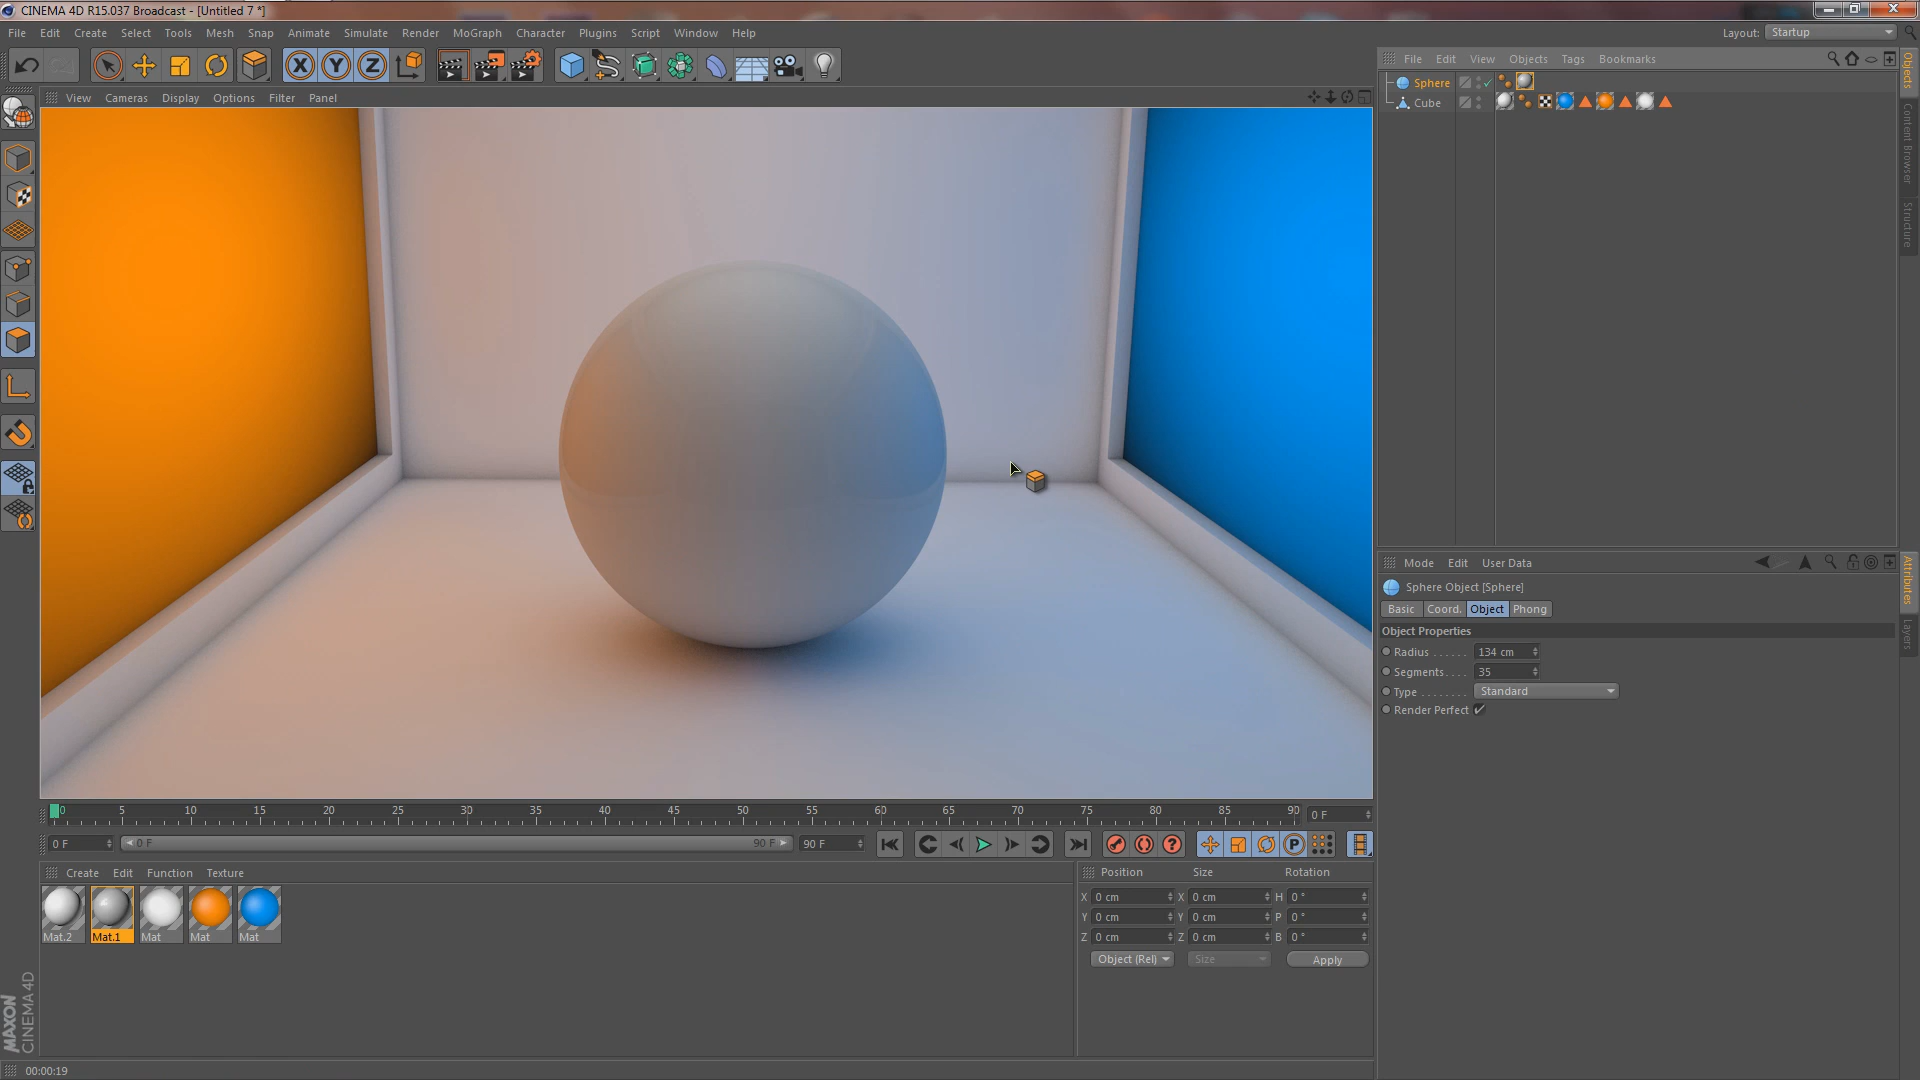 CINEMA 4D R15.037 Broadcast - [Untitled 7 *]
File Edit Create Select Tools Mesh Snap Animate Simulate Render MoGraph Character Plugins Script Window Help
Layout: Startup
X Y Z
View Cameras Display Options Filter Panel
File Edit View Objects Tags Bookmarks
Sphere
Cube
Objects
Content Browser
Structure
Mode Edit User Data
Sphere Object [Sphere]
Basic Coord. Object Phong
Object Properties
Radius . . . . . . 134 cm
Segments. . . . 35
Type . . . . . . . . Standard
Render Perfect
Attributes
Layers
0 5 10 15 20 25 30 35 40 45 50 55 60 65 70 75 80 85 90 0 F
0 F 0 F 90 F 90 F P
Create Edit Function Texture
Mat.2 Mat.1 Mat Mat Mat
Position Size Rotation
X 0 cm X 0 cm H 0 °
Y 0 cm Y 0 cm P 0 °
Z 0 cm Z 0 cm B 0 °
Object (Rel) Size Apply
MAXON
CINEMA 4D
00:00:19